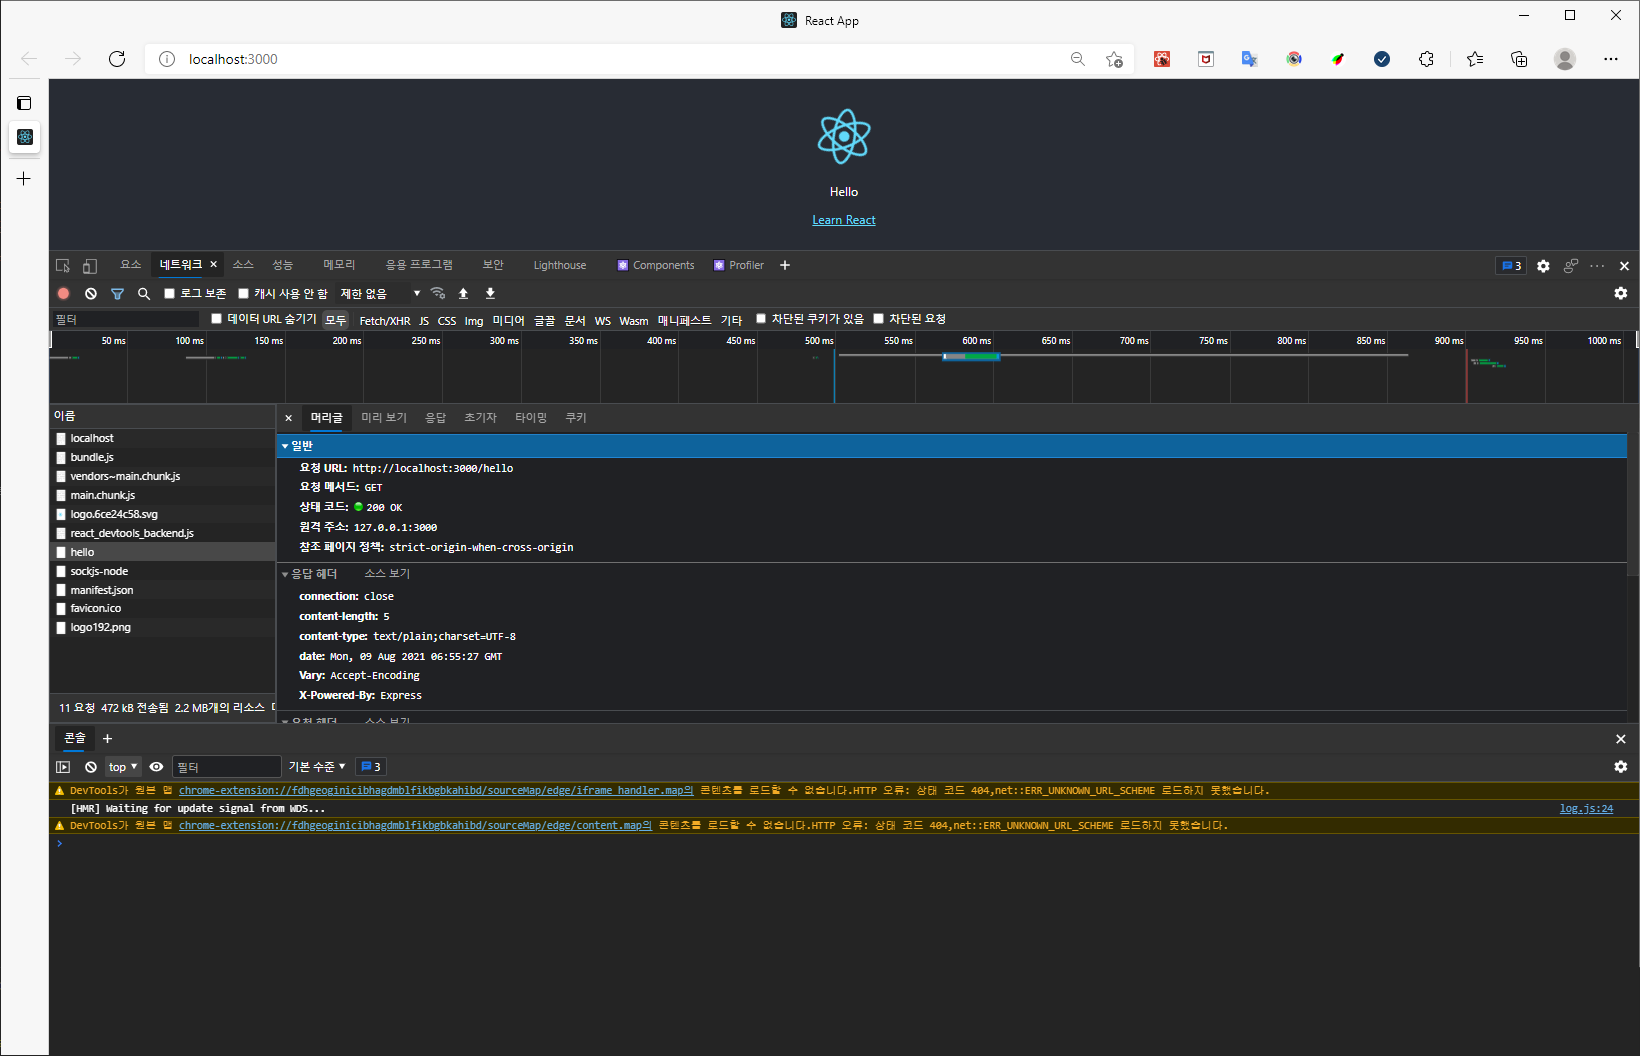 React App
localhost:3000
Hello
Learn React
요소 네트워크 소스 성능 메모리 응용 프로그램 보안 Lighthouse Components Profiler 3
로그 보존 캐시 사용 안 함 제한 없음
필터 데이터 URL 숨기기 모두 Fetch/XHR JS CSS Img 미디어 글꼴 문서 WS Wasm 매니페스트 기타 차단된 쿠키가 있음 차단된 요청
50 ms 100 ms 150 ms 200 ms 250 ms 300 ms 350 ms 400 ms 450 ms 500 ms 550 ms 600 ms 650 ms 700 ms 750 ms 800 ms 850 ms 900 ms 950 ms 1000 ms
이름
localhost
bundle.js
vendors~main.chunk.js
main.chunk.js
logo.6ce24c58.svg
react_devtools_backend.js
hello
sockjs-node
manifest.json
favicon.ico
logo192.png
11 요청 472 kB 전송됨 2.2 MB개의 리소스
머리글 미리 보기 응답 초기자 타이밍 쿠키
일반
요청 URL: http://localhost:3000/hello
요청 메서드: GET
상태 코드: 200 OK
원격 주소: 127.0.0.1:3000
참조 페이지 정책: strict-origin-when-cross-origin
응답 헤더 소스 보기
connection: close
content-length: 5
content-type: text/plain;charset=UTF-8
date: Mon, 09 Aug 2021 06:55:27 GMT
Vary: Accept-Encoding
X-Powered-By: Express
요청 헤더 소스 보기
콘솔
top 필터 기본 수준 3
DevTools가 원본 맵 chrome-extension://fdhgeoginicibhagdmblfikbgbkahibd/sourceMap/edge/iframe_handler.map의 콘텐츠를 로드할 수 없습니다.HTTP 오류: 상태 코드 404,net::ERR_UNKNOWN_URL_SCHEME 로드하지 못했습니다.
[HMR] Waiting for update signal from WDS... log.js:24
DevTools가 원본 맵 chrome-extension://fdhgeoginicibhagdmblfikbgbkahibd/sourceMap/edge/content.map의 콘텐츠를 로드할 수 없습니다.HTTP 오류: 상태 코드 404,net::ERR_UNKNOWN_URL_SCHEME 로드하지 못했습니다.